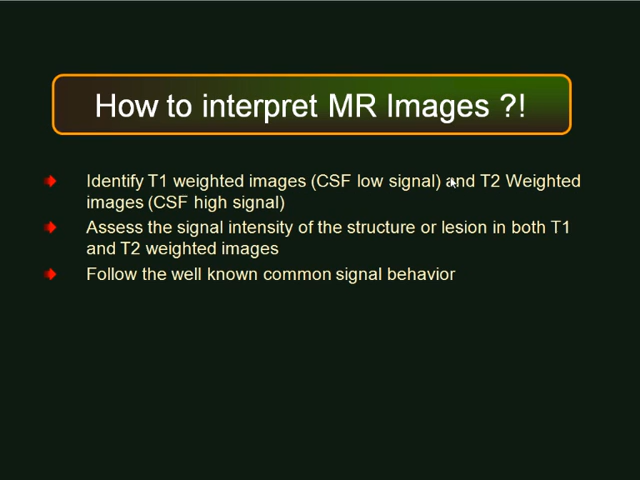 How to interpret MR Images ?!
Identify T1 weighted images (CSF low signal) and T2 Weighted
images (CSF high signal)
Assess the signal intensity of the structure or lesion in both T1
and T2 weighted images
Follow the well known common signal behavior